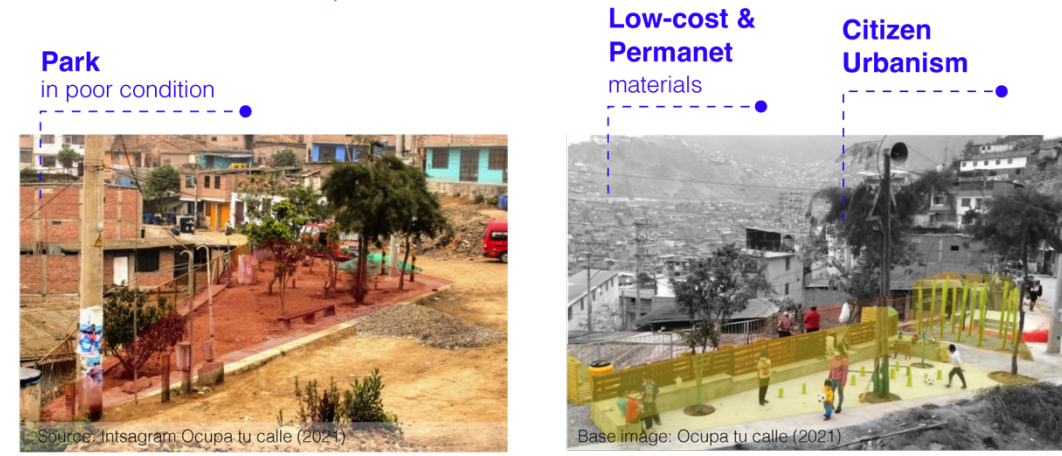 Park
in poor condition
Low-cost &
Permanet
materials
Citizen
Urbanism
Source: Intsagram Ocupa tu calle (2021)
Base image: Ocupa tu calle (2021)